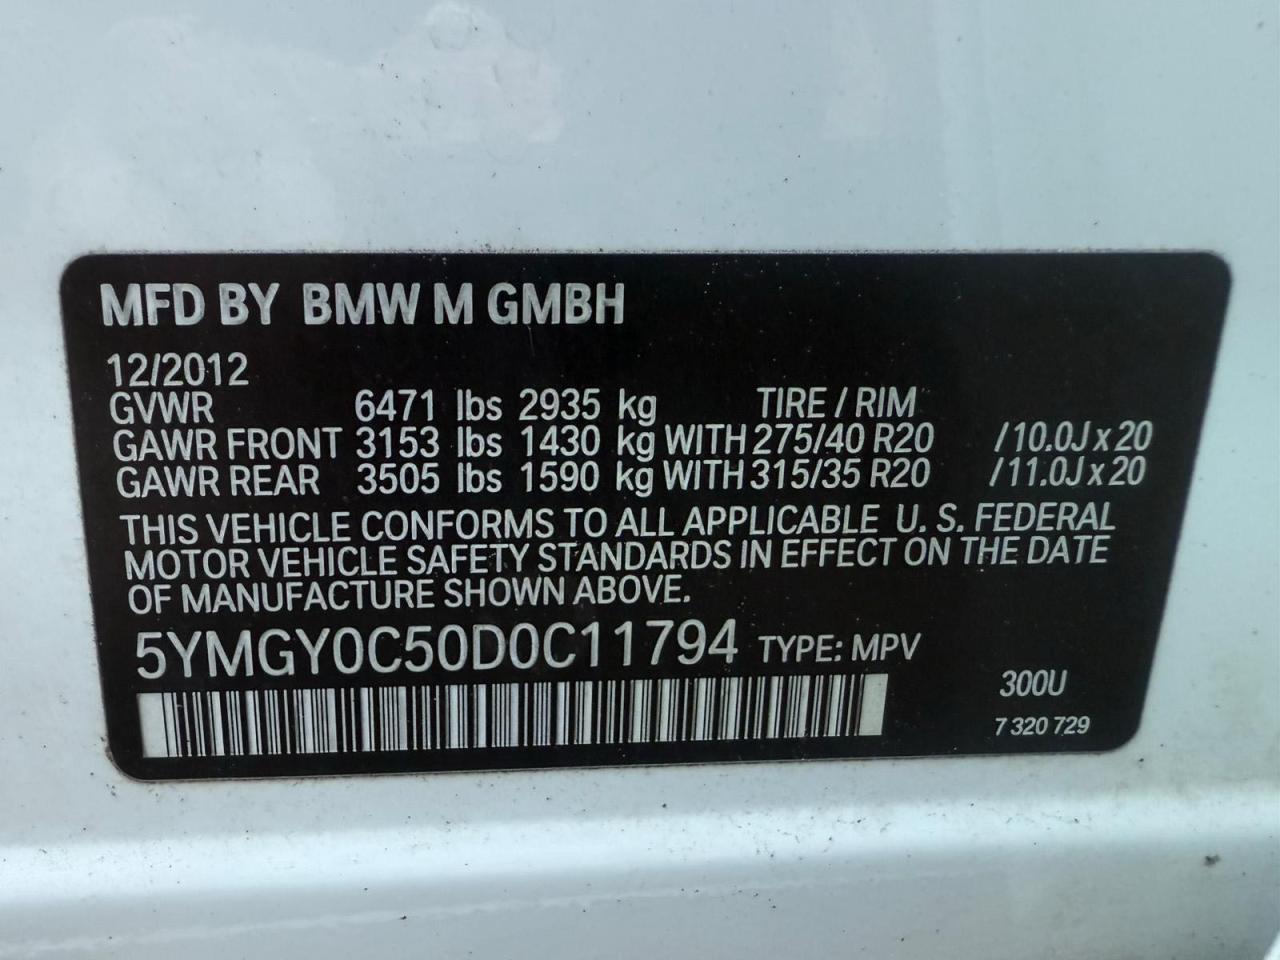 MFD BY BMW M GMBH
12/2012
GVWR 6471 lbs 2935 kg TIRE / RIM
GAWR FRONT 3153 lbs 1430 kg WITH 275/40 R20 /10.0J x 20
GAWR REAR 3505 lbs 1590 kg WITH 315/35 R20 /11.0J x 20
THIS VEHICLE CONFORMS TO ALL APPLICABLE U. S. FEDERAL
MOTOR VEHICLE SAFETY STANDARDS IN EFFECT ON THE DATE
OF MANUFACTURE SHOWN ABOVE.
5YMGY0C50D0C11794 TYPE: MPV
300U
7 320 729